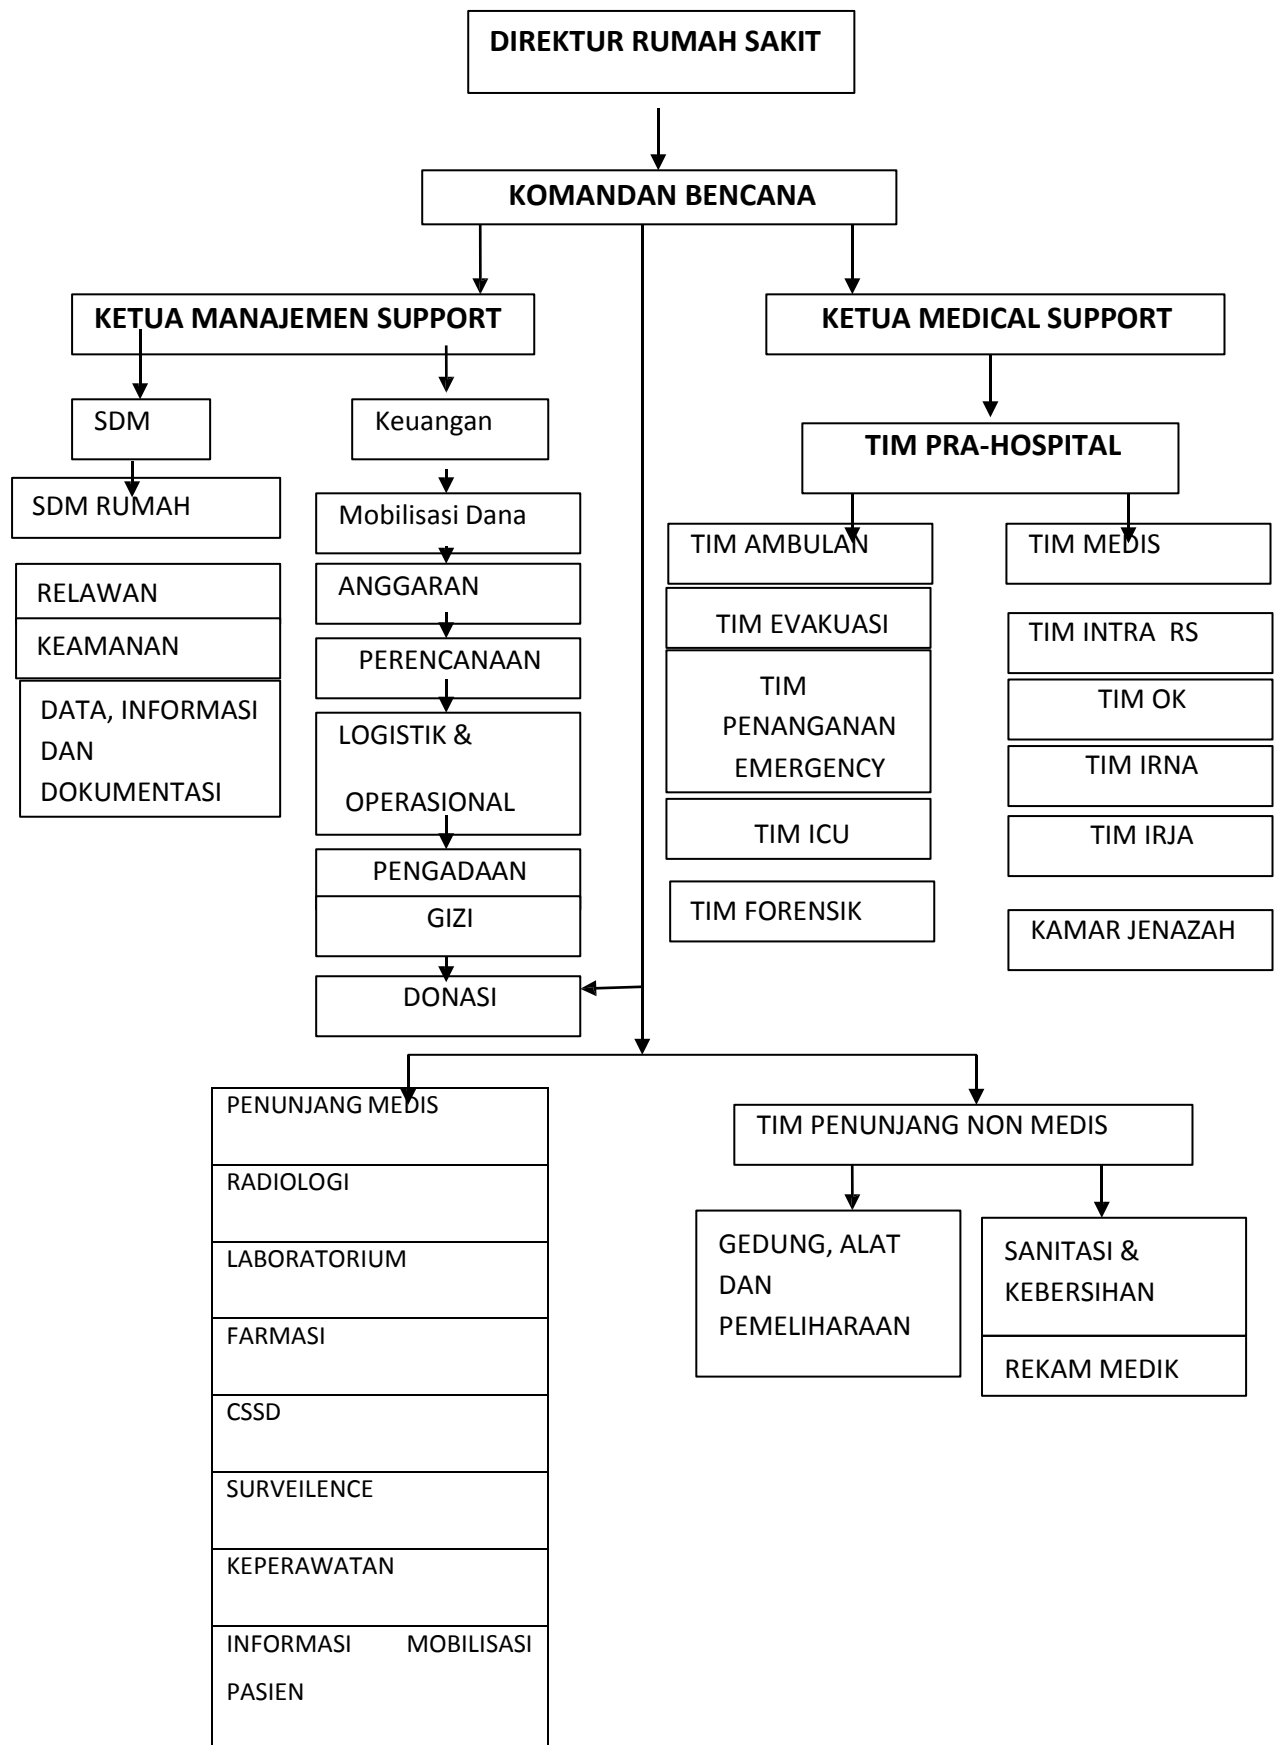 DIREKTUR RUMAH SAKIT
KOMANDAN BENCANA
KETUA MANAJEMEN SUPPORT
KETUA MEDICAL SUPPORT
SDM
Keuangan
TIM PRA-HOSPITAL
SDM RUMAH
RELAWAN
KEAMANAN
DATA, INFORMASI
DAN
DOKUMENTASI
Mobilisasi Dana
ANGGARAN
PERENCANAAN
LOGISTIK &
OPERASIONAL
PENGADAAN
GIZI
DONASI
TIM AMBULAN
TIM EVAKUASI
TIM
PENANGANAN
EMERGENCY
TIM ICU
TIM FORENSIK
TIM MEDIS
TIM INTRA RS
TIM OK
TIM IRNA
TIM IRJA
KAMAR JENAZAH
PENUNJANG MEDIS
RADIOLOGI
LABORATORIUM
FARMASI
CSSD
SURVEILENCE
KEPERAWATAN
INFORMASI MOBILISASI
PASIEN
TIM PENUNJANG NON MEDIS
GEDUNG, ALAT
DAN
PEMELIHARAAN
SANITASI &
KEBERSIHAN
REKAM MEDIK